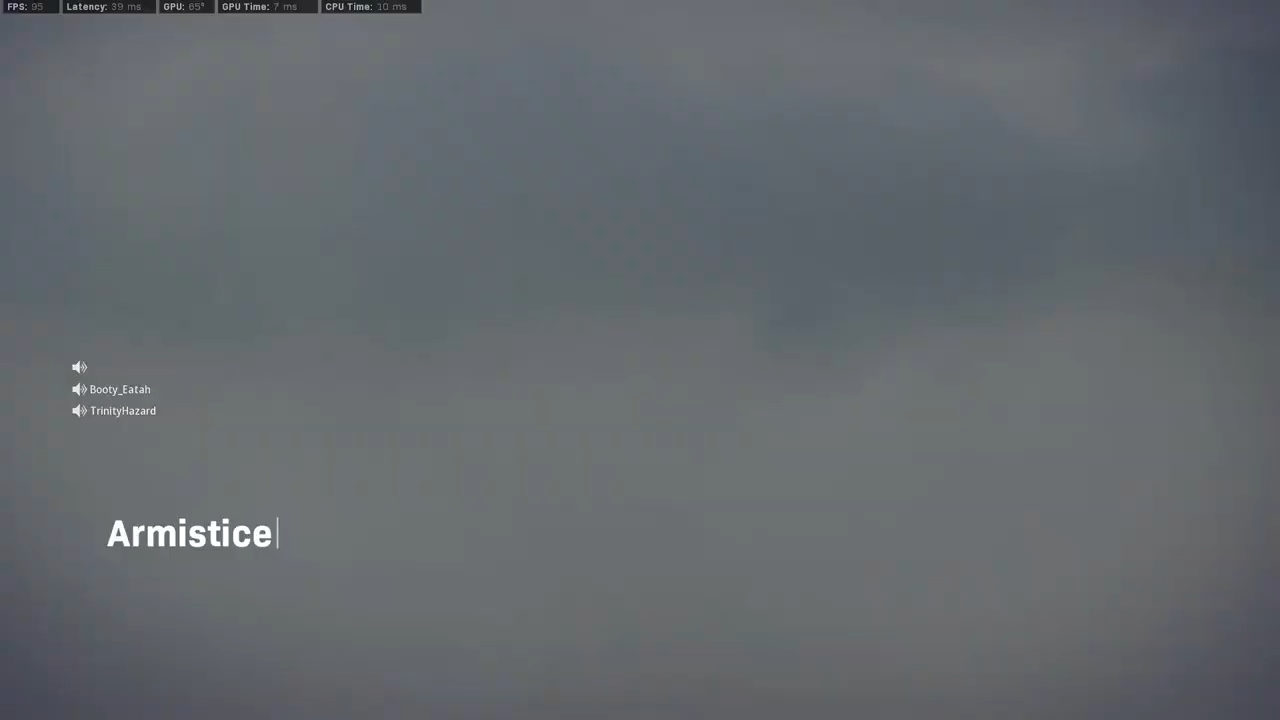 FPS: 95 Latency: 39 ms GPU: 65° GPU Time: 7 ms CPU Time: 10 ms
Booty_Eatah
TrinityHazard
Armistice